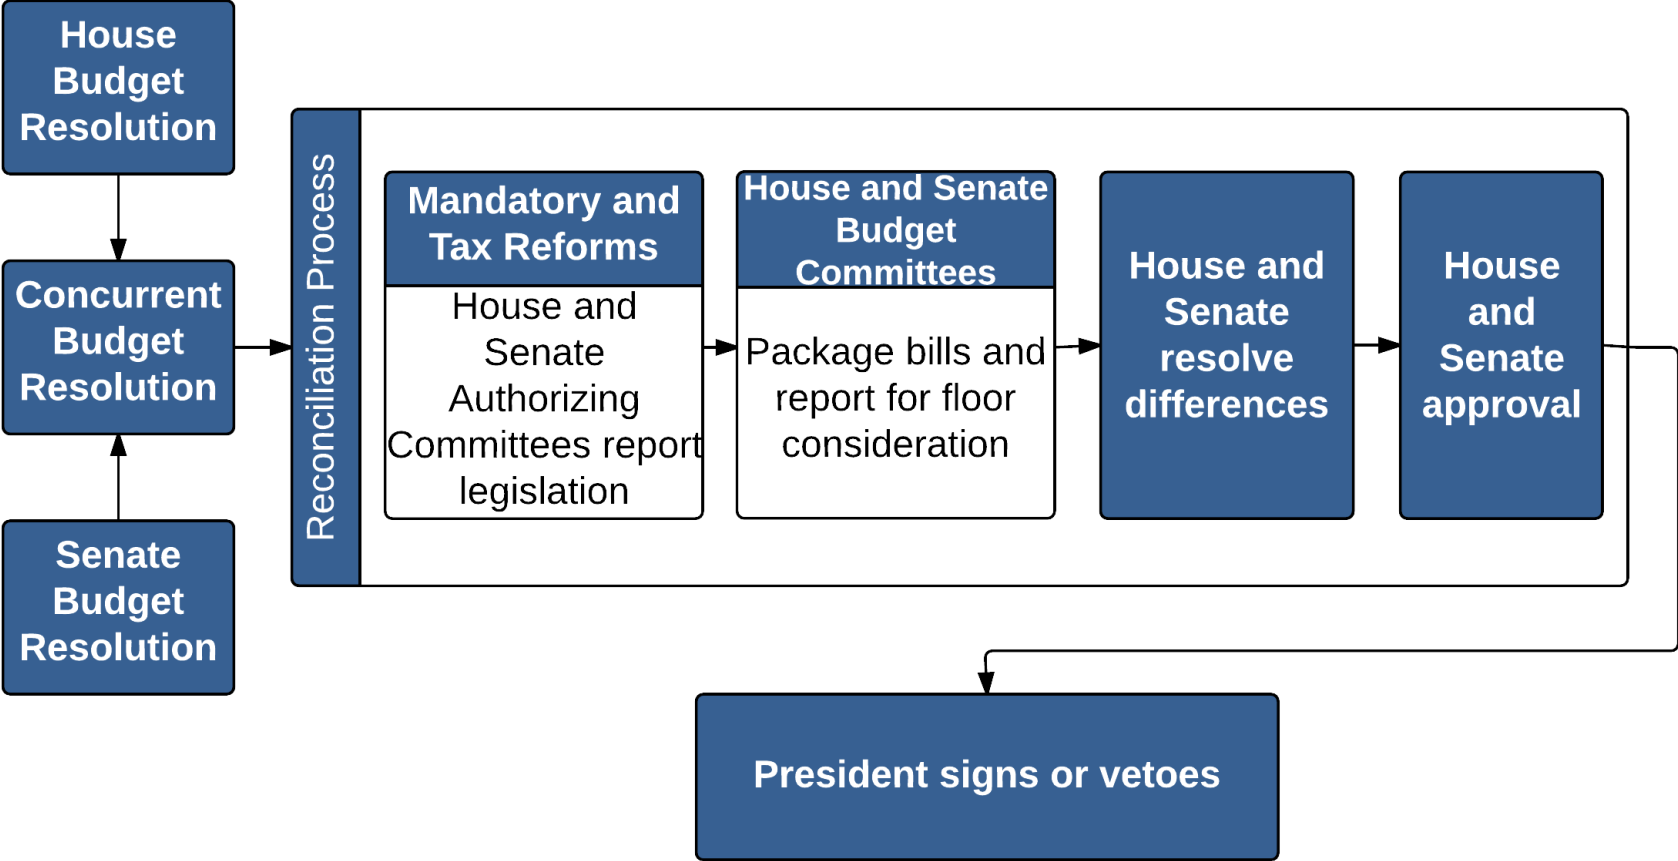 House
Budget
Resolution
Concurrent
Budget
Resolution
Senate
Budget
Resolution
Reconciliation Process
Mandatory and
Tax Reforms
House and
Senate
Authorizing
Committees report
legislation
House and Senate
Budget
Committees
Package bills and
report for floor
consideration
House and
Senate
resolve
differences
House
and
Senate
approval
President signs or vetoes